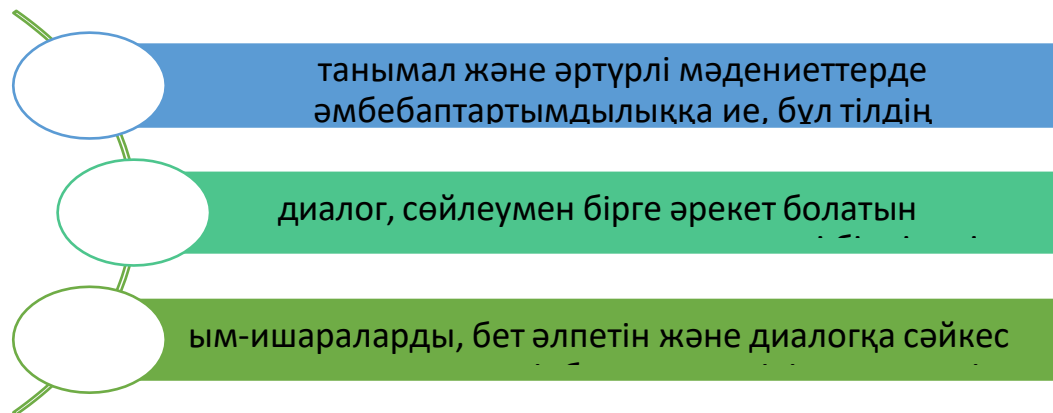 танымал және әртүрлі мәдениеттерде
әмбебаптартымдылыққа ие, бұл тілдің
диалог, сөйлеумен бірге әрекет болатын
ым-ишараларды, бет әлпетін және диалогқа сәйкес